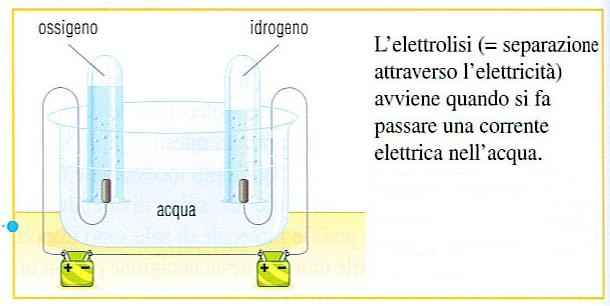 ossigeno
idrogeno
L'elettrolisi (= separazione
attraverso l'elettricità)
avviene quando si fa
passare una corrente
elettrica nell'acqua.
acqua
+ -
+ -